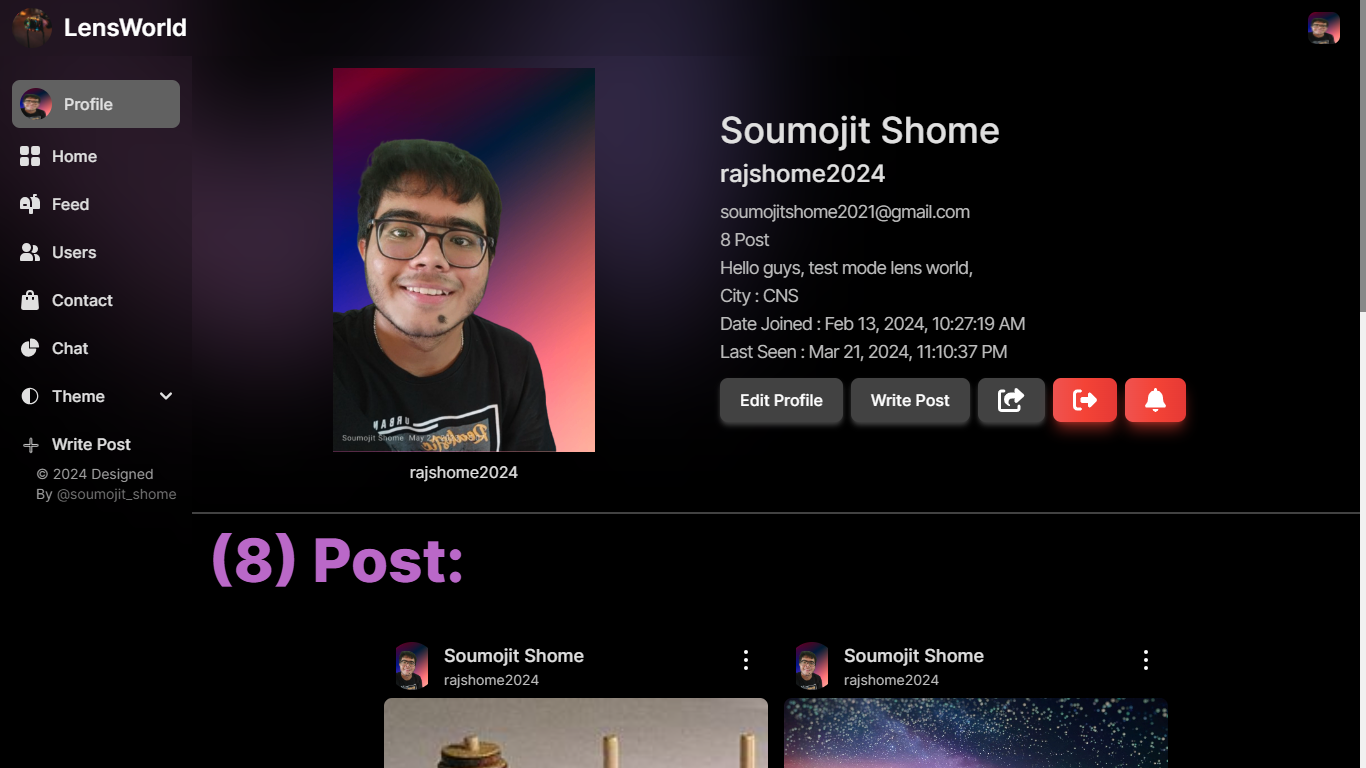 LensWorld
Profile
Home
Feed
Users
Contact
Chat
Theme
Write Post
© 2024 Designed
By @soumojit_shome
URBAN
Realistic
Soumojit Shome May 2
rajshome2024
Soumojit Shome
rajshome2024
soumojitshome2021@gmail.com
8 Post
Hello guys, test mode lens world,
City : CNS
Date Joined : Feb 13, 2024, 10:27:19 AM
Last Seen : Mar 21, 2024, 11:10:37 PM
Edit Profile
Write Post
(8) Post:
Soumojit Shome
rajshome2024
Soumojit Shome
rajshome2024